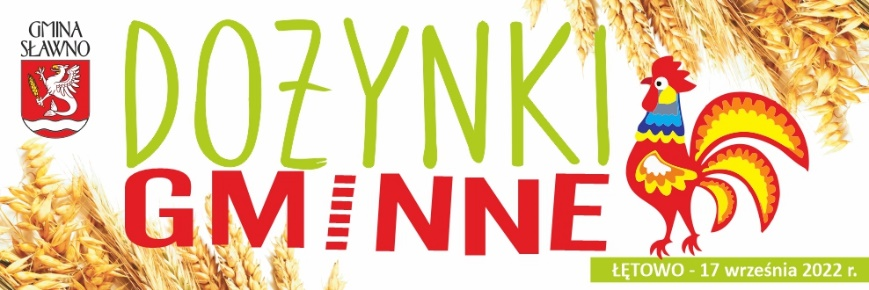 GMINA
SŁAWNO
DOŻYNKI
GMINNE
ŁĘTOWO - 17 września 2022 r.